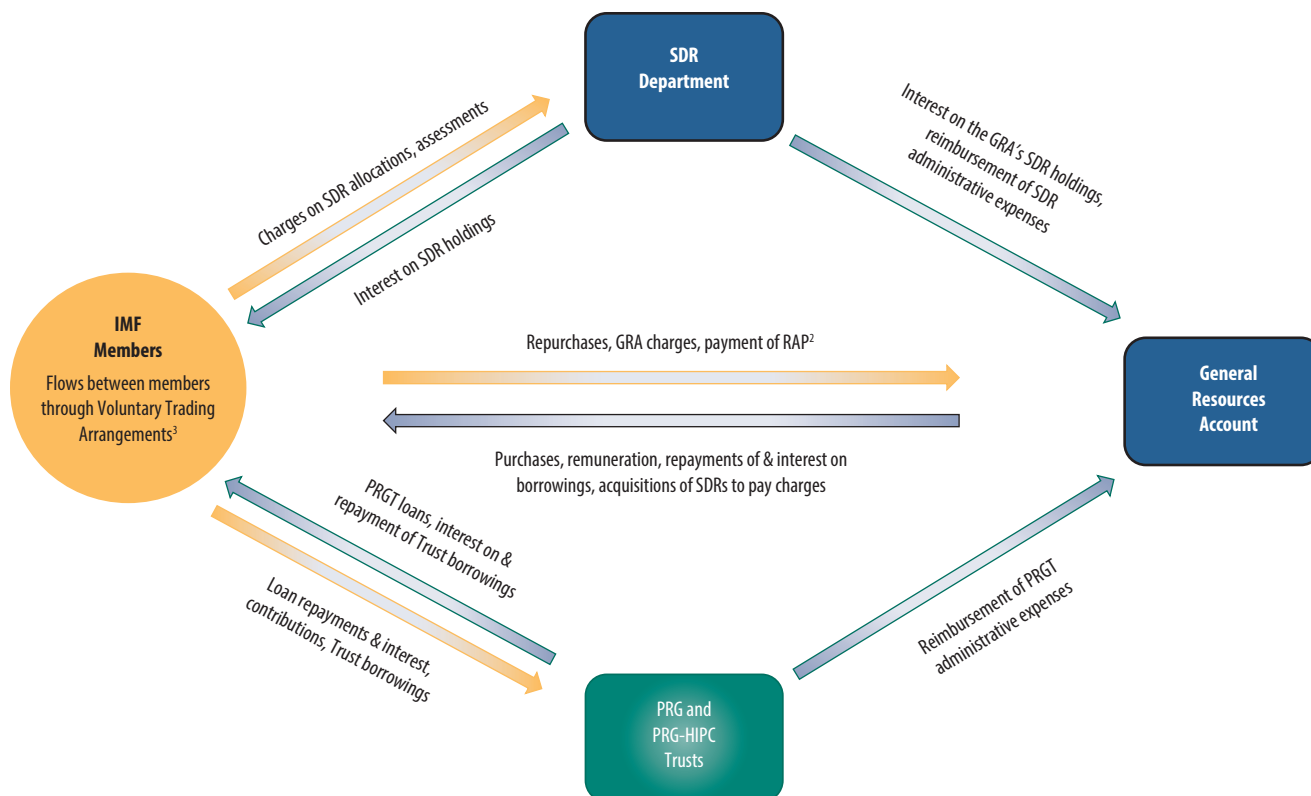 SDR
Department
Charges on SDR allocations, assessments
Interest on SDR holdings
Interest on the GRA's SDR holdings,
reimbursement of SDR
administrative expenses
IMF
Members
Flows between members
through Voluntary Trading
Arrangements³
Repurchases, GRA charges, payment of RAP²
Purchases, remuneration, repayments of & interest on
borrowings, acquisitions of SDRs to pay charges
General
Resources
Account
PRGT loans, interest on &
repayment of Trust borrowings
Loan repayments & interest,
contributions, Trust borrowings
Reimbursement of PRGT
administrative expenses
PRG and
PRG-HIPC
Trusts